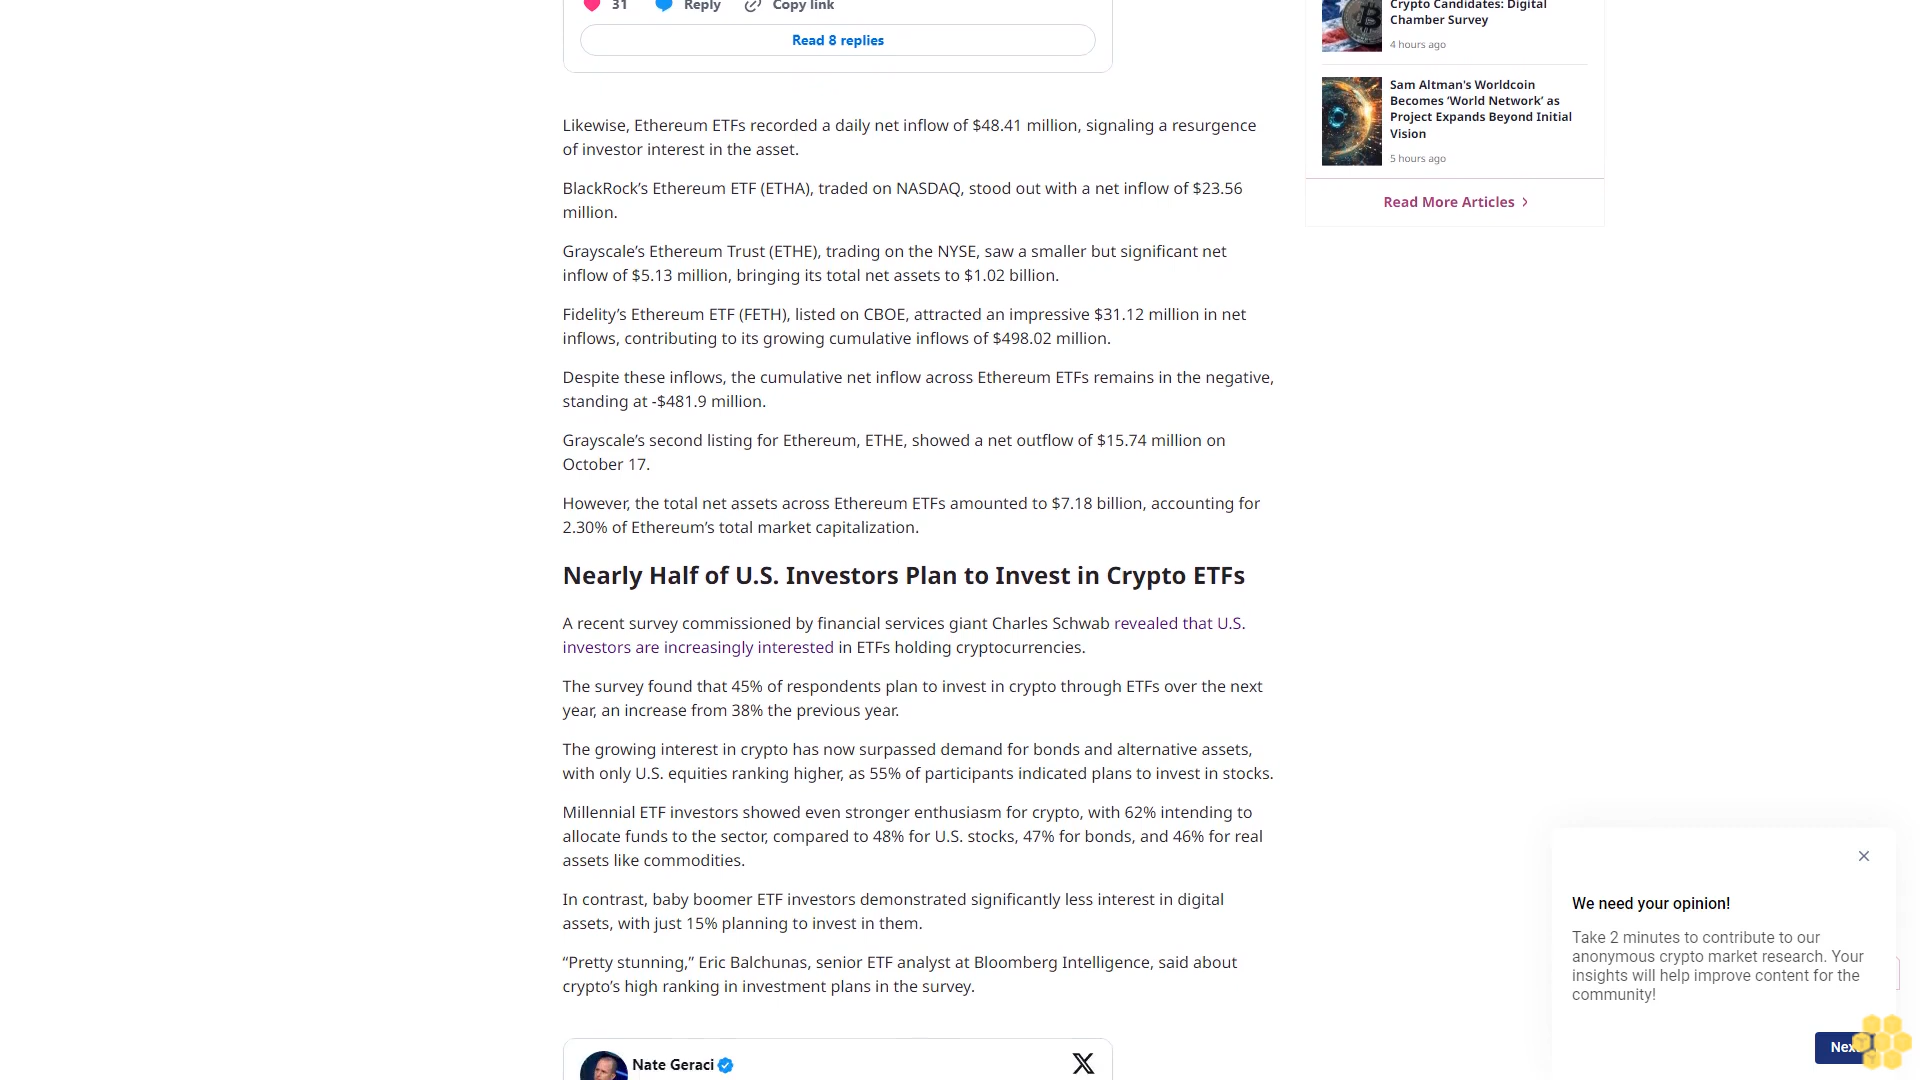 31 Reply Copy link
Read 8 replies
Likewise, Ethereum ETFs recorded a daily net inflow of $48.41 million, signaling a resurgence
of investor interest in the asset.
BlackRock’s Ethereum ETF (ETHA), traded on NASDAQ, stood out with a net inflow of $23.56
million.
Grayscale’s Ethereum Trust (ETHE), trading on the NYSE, saw a smaller but significant net
inflow of $5.13 million, bringing its total net assets to $1.02 billion.
Fidelity’s Ethereum ETF (FETH), listed on CBOE, attracted an impressive $31.12 million in net
inflows, contributing to its growing cumulative inflows of $498.02 million.
Despite these inflows, the cumulative net inflow across Ethereum ETFs remains in the negative,
standing at -$481.9 million.
Grayscale’s second listing for Ethereum, ETHE, showed a net outflow of $15.74 million on
October 17.
However, the total net assets across Ethereum ETFs amounted to $7.18 billion, accounting for
2.30% of Ethereum’s total market capitalization.
Nearly Half of U.S. Investors Plan to Invest in Crypto ETFs
A recent survey commissioned by financial services giant Charles Schwab revealed that U.S.
investors are increasingly interested in ETFs holding cryptocurrencies.
The survey found that 45% of respondents plan to invest in crypto through ETFs over the next
year, an increase from 38% the previous year.
The growing interest in crypto has now surpassed demand for bonds and alternative assets,
with only U.S. equities ranking higher, as 55% of participants indicated plans to invest in stocks.
Millennial ETF investors showed even stronger enthusiasm for crypto, with 62% intending to
allocate funds to the sector, compared to 48% for U.S. stocks, 47% for bonds, and 46% for real
assets like commodities.
In contrast, baby boomer ETF investors demonstrated significantly less interest in digital
assets, with just 15% planning to invest in them.
“Pretty stunning,” Eric Balchunas, senior ETF analyst at Bloomberg Intelligence, said about
crypto’s high ranking in investment plans in the survey.
Nate Geraci
Crypto Candidates: Digital
Chamber Survey
4 hours ago
Sam Altman's Worldcoin
Becomes ‘World Network’ as
Project Expands Beyond Initial
Vision
5 hours ago
Read More Articles
We need your opinion!
Take 2 minutes to contribute to our
anonymous crypto market research. Your
insights will help improve content for the
community!